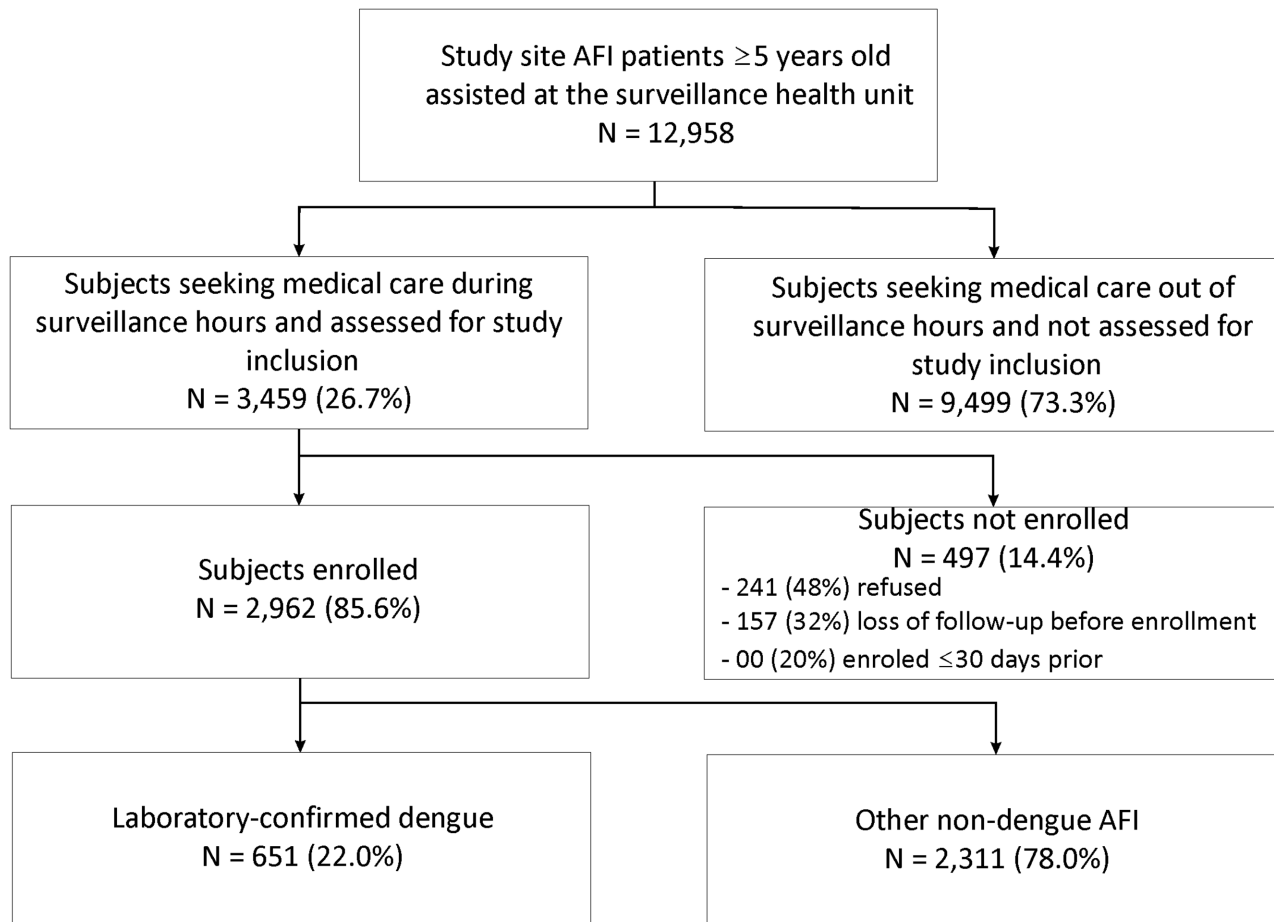 Study site AFI patients ≥5 years old
assisted at the surveillance health unit
N = 12,958
Subjects seeking medical care during
surveillance hours and assessed for study
inclusion
N = 3,459 (26.7%)
Subjects seeking medical care out of
surveillance hours and not assessed for
study inclusion
N = 9,499 (73.3%)
Subjects enrolled
N = 2,962 (85.6%)
Subjects not enrolled
N = 497 (14.4%)
- 241 (48%) refused
- 157 (32%) loss of follow-up before enrollment
- 00 (20%) enroled ≤30 days prior
Laboratory-confirmed dengue
N = 651 (22.0%)
Other non-dengue AFI
N = 2,311 (78.0%)